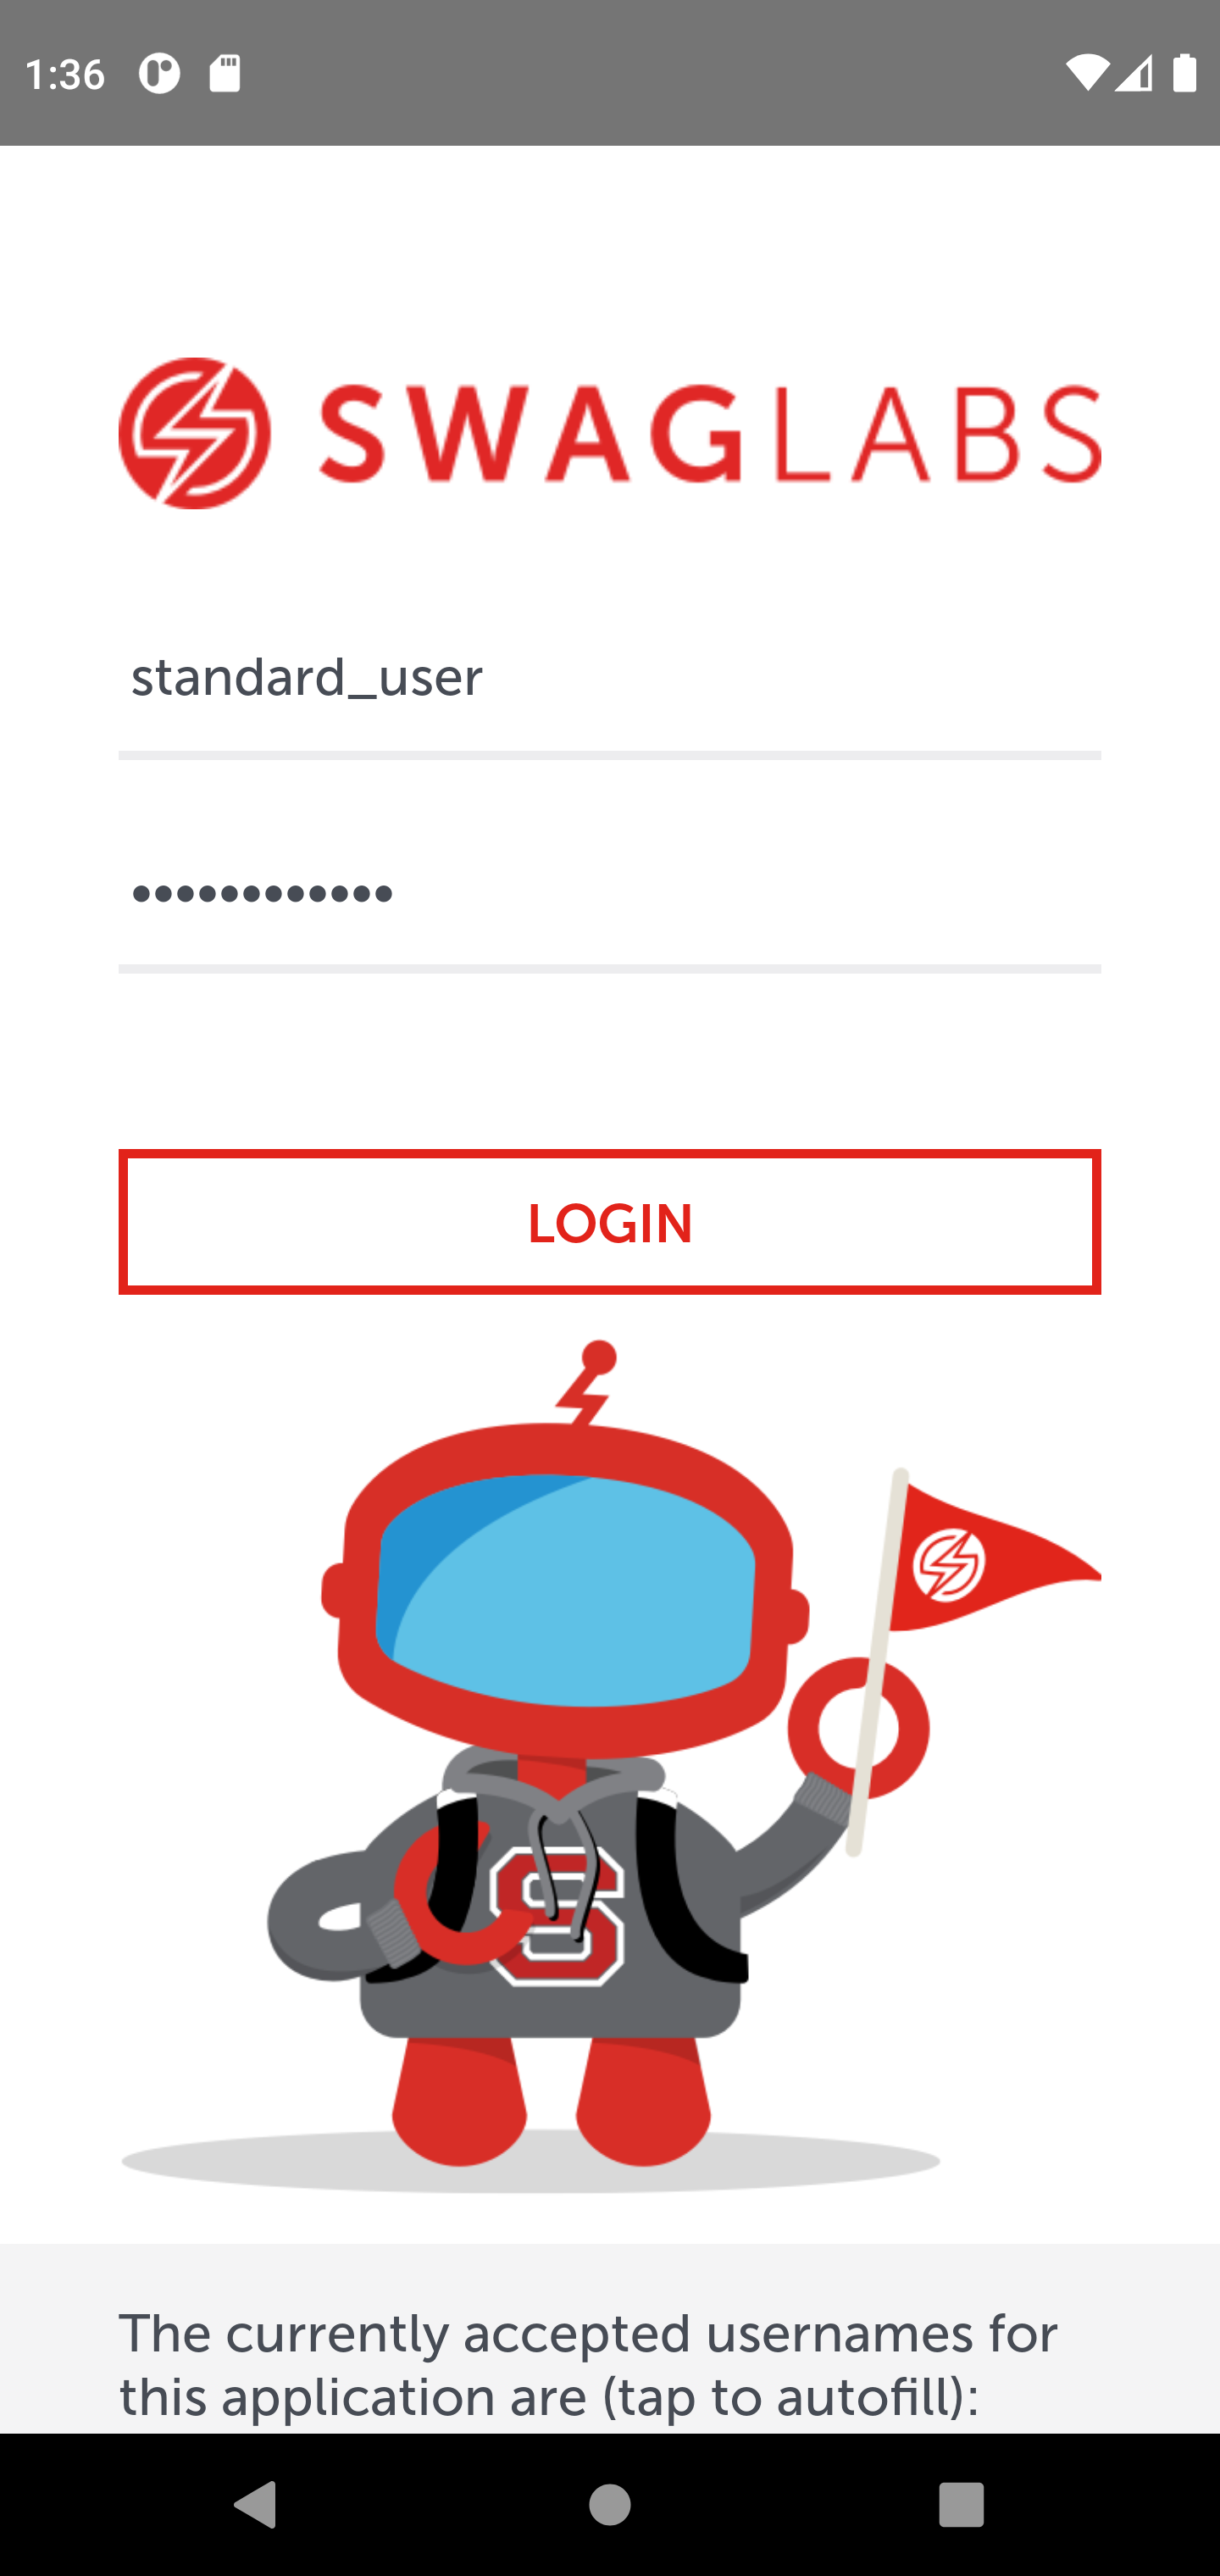 1:36
SWAGLABS
standard_user
••••••••••••
LOGIN
S
The currently accepted usernames for
this application are (tap to autofill):